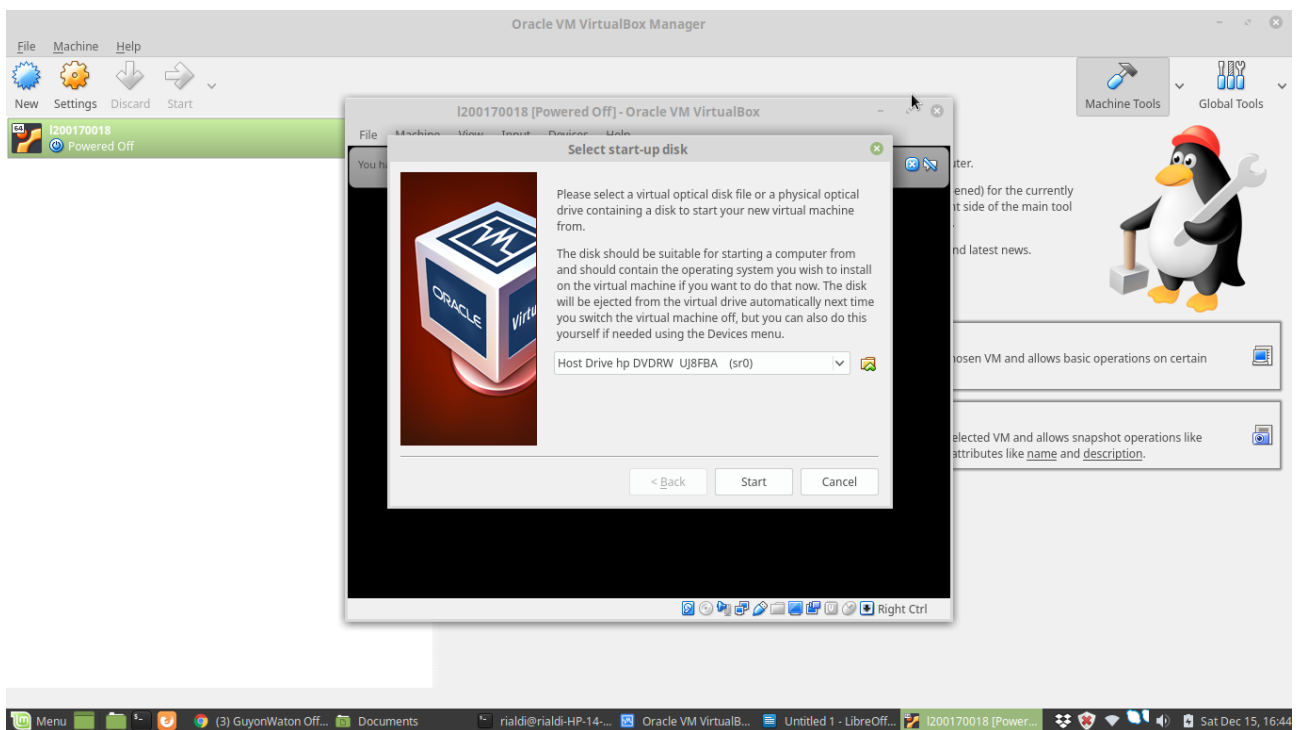 Oracle VM VirtualBox Manager
File Machine Help
New Settings Discard Start
Machine Tools Global Tools
64
l200170018
Powered Off
l200170018 [Powered Off] - Oracle VM VirtualBox
File Machine View Input Devices Help
You ha
Select start-up disk
Please select a virtual optical disk file or a physical optical
drive containing a disk to start your new virtual machine
from.
The disk should be suitable for starting a computer from
and should contain the operating system you wish to install
on the virtual machine if you want to do that now. The disk
will be ejected from the virtual drive automatically next time
you switch the virtual machine off, but you can also do this
yourself if needed using the Devices menu.
Host Drive hp DVDRW UJ8FBA (sr0)
< Back Start Cancel
ORACLE
Virtu
Right Ctrl
uter.
ened) for the currently
t side of the main tool
.
nd latest news.
hosen VM and allows basic operations on certain
elected VM and allows snapshot operations like
attributes like name and description.
Menu (3) GuyonWaton Off... Documents rialdi@rialdi-HP-14-... Oracle VM VirtualB... Untitled 1 - LibreOff... l200170018 [Power... Sat Dec 15, 16:44